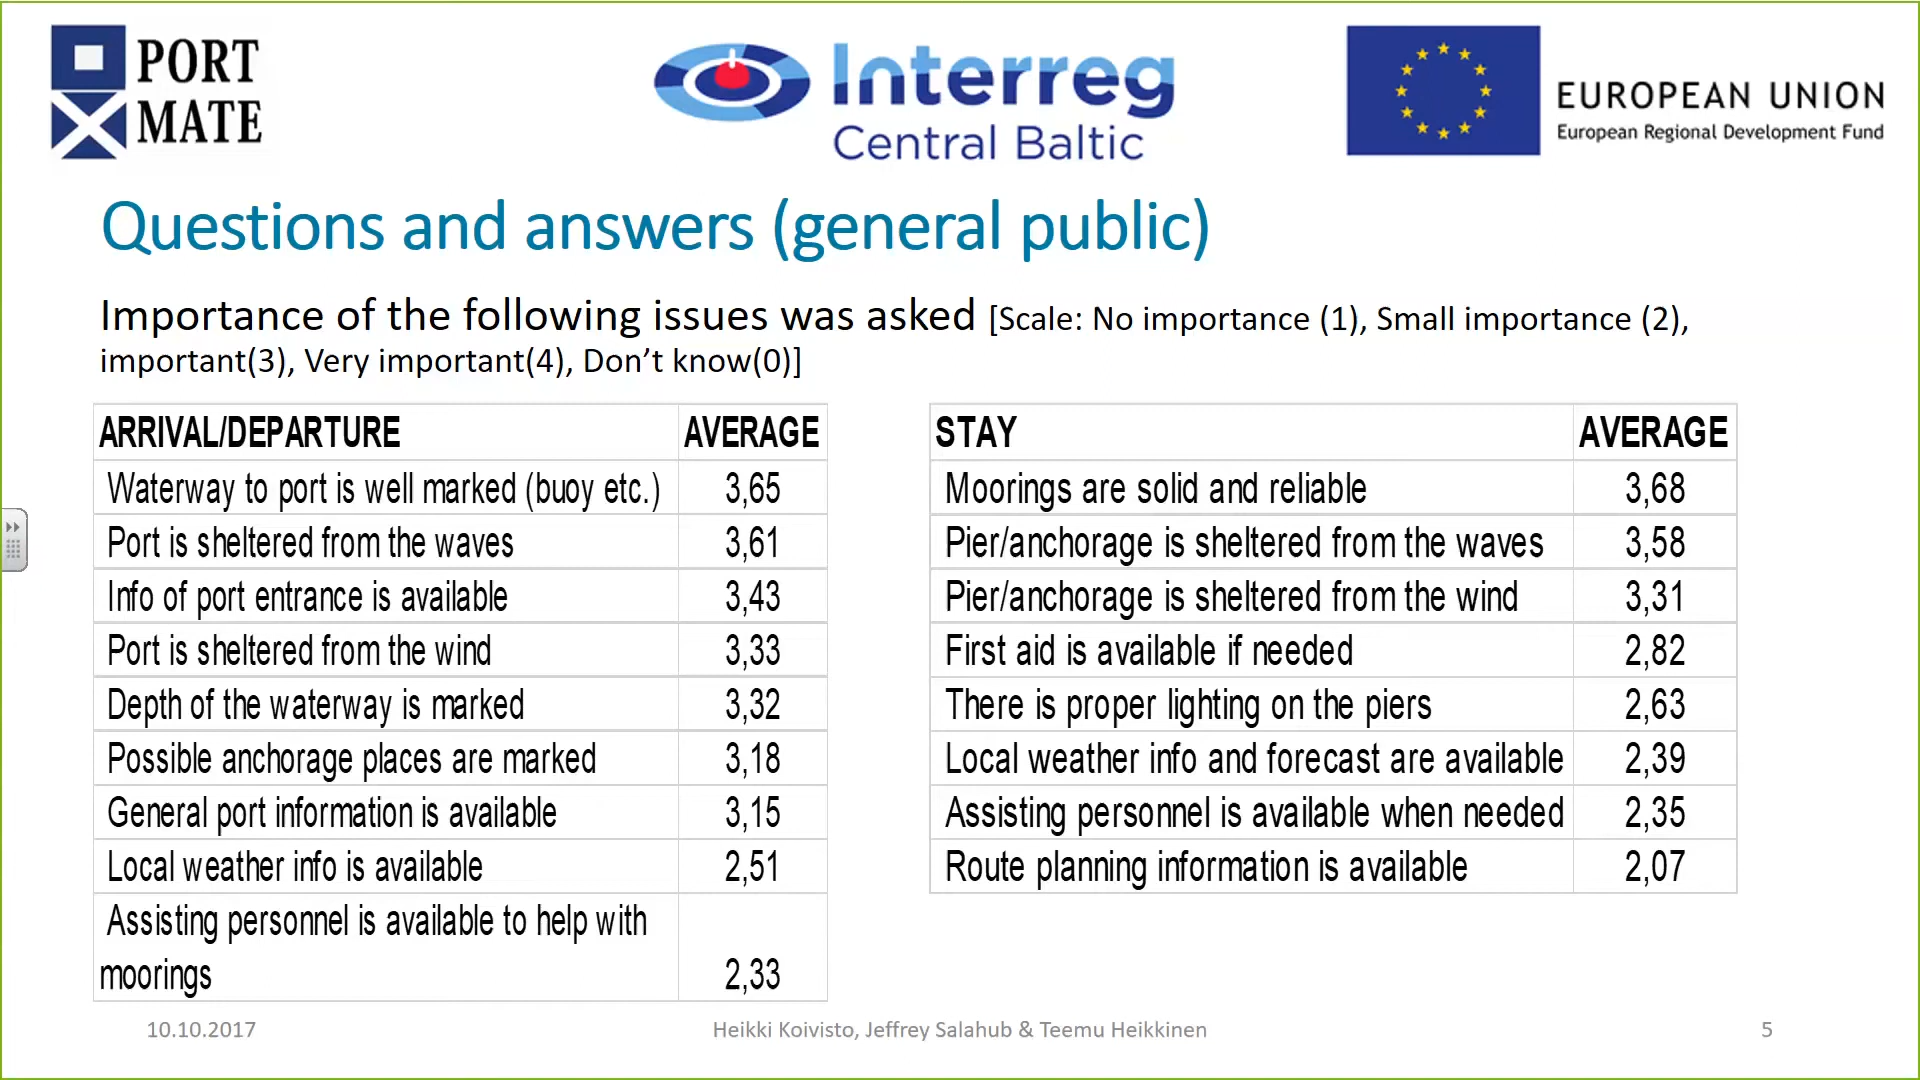 PORT
MATE
Interreg
Central Baltic
EUROPEAN UNION
European Regional Development Fund
Questions and answers (general public)
Importance of the following issues was asked [Scale: No importance (1), Small importance (2),
important(3), Very important(4), Don’t know(0)]
ARRIVAL/DEPARTURE AVERAGE
Waterway to port is well marked (buoy etc.) 3,65
Port is sheltered from the waves 3,61
Info of port entrance is available 3,43
Port is sheltered from the wind 3,33
Depth of the waterway is marked 3,32
Possible anchorage places are marked 3,18
General port information is available 3,15
Local weather info is available 2,51
Assisting personnel is available to help with
moorings 2,33
STAY AVERAGE
Moorings are solid and reliable 3,68
Pier/anchorage is sheltered from the waves 3,58
Pier/anchorage is sheltered from the wind 3,31
First aid is available if needed 2,82
There is proper lighting on the piers 2,63
Local weather info and forecast are available 2,39
Assisting personnel is available when needed 2,35
Route planning information is available 2,07
10.10.2017
Heikki Koivisto, Jeffrey Salahub & Teemu Heikkinen
5